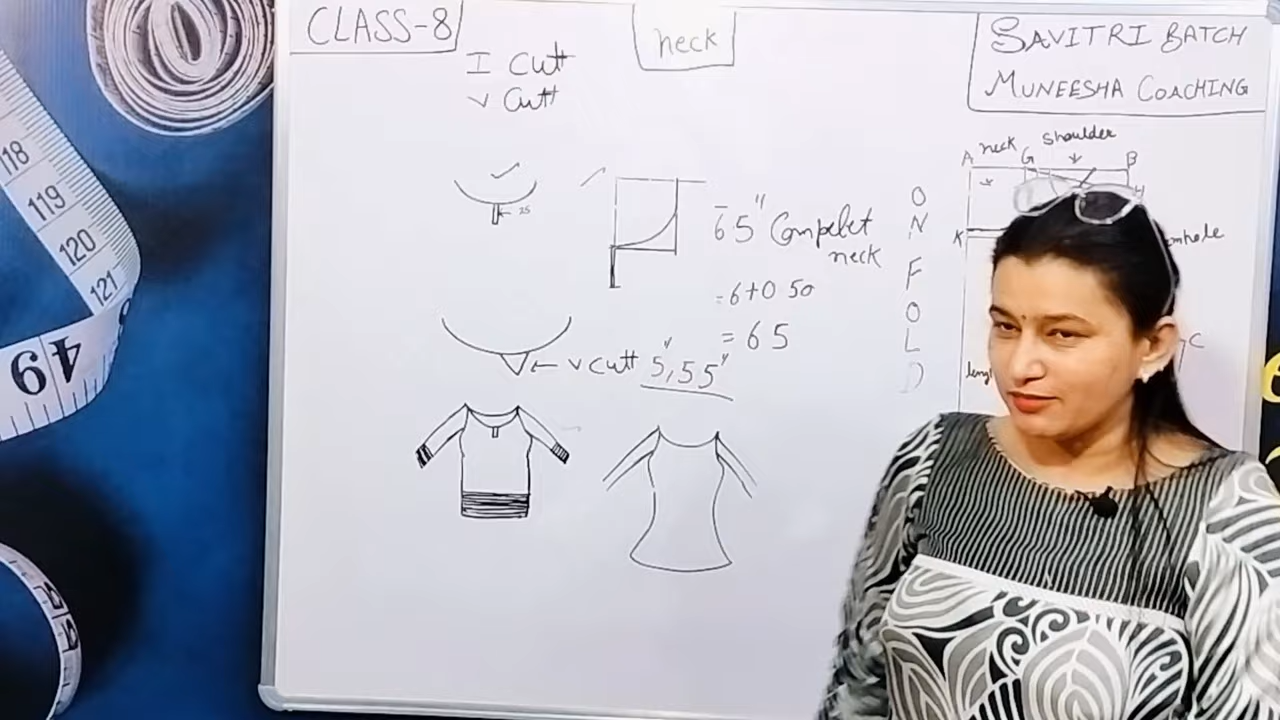 CLASS-8
neck
SAVITRI BATCH
MUNEESHA COACHING
I Cutt
V Cutt
neck
shoulder
A
G
B
H
K
25
6 5" Compelet
neck
= 6 + 0 50
= 6 5
V Cutt 5", 5 5"
O
N
F
O
L
D
C
118
119
120
121
49